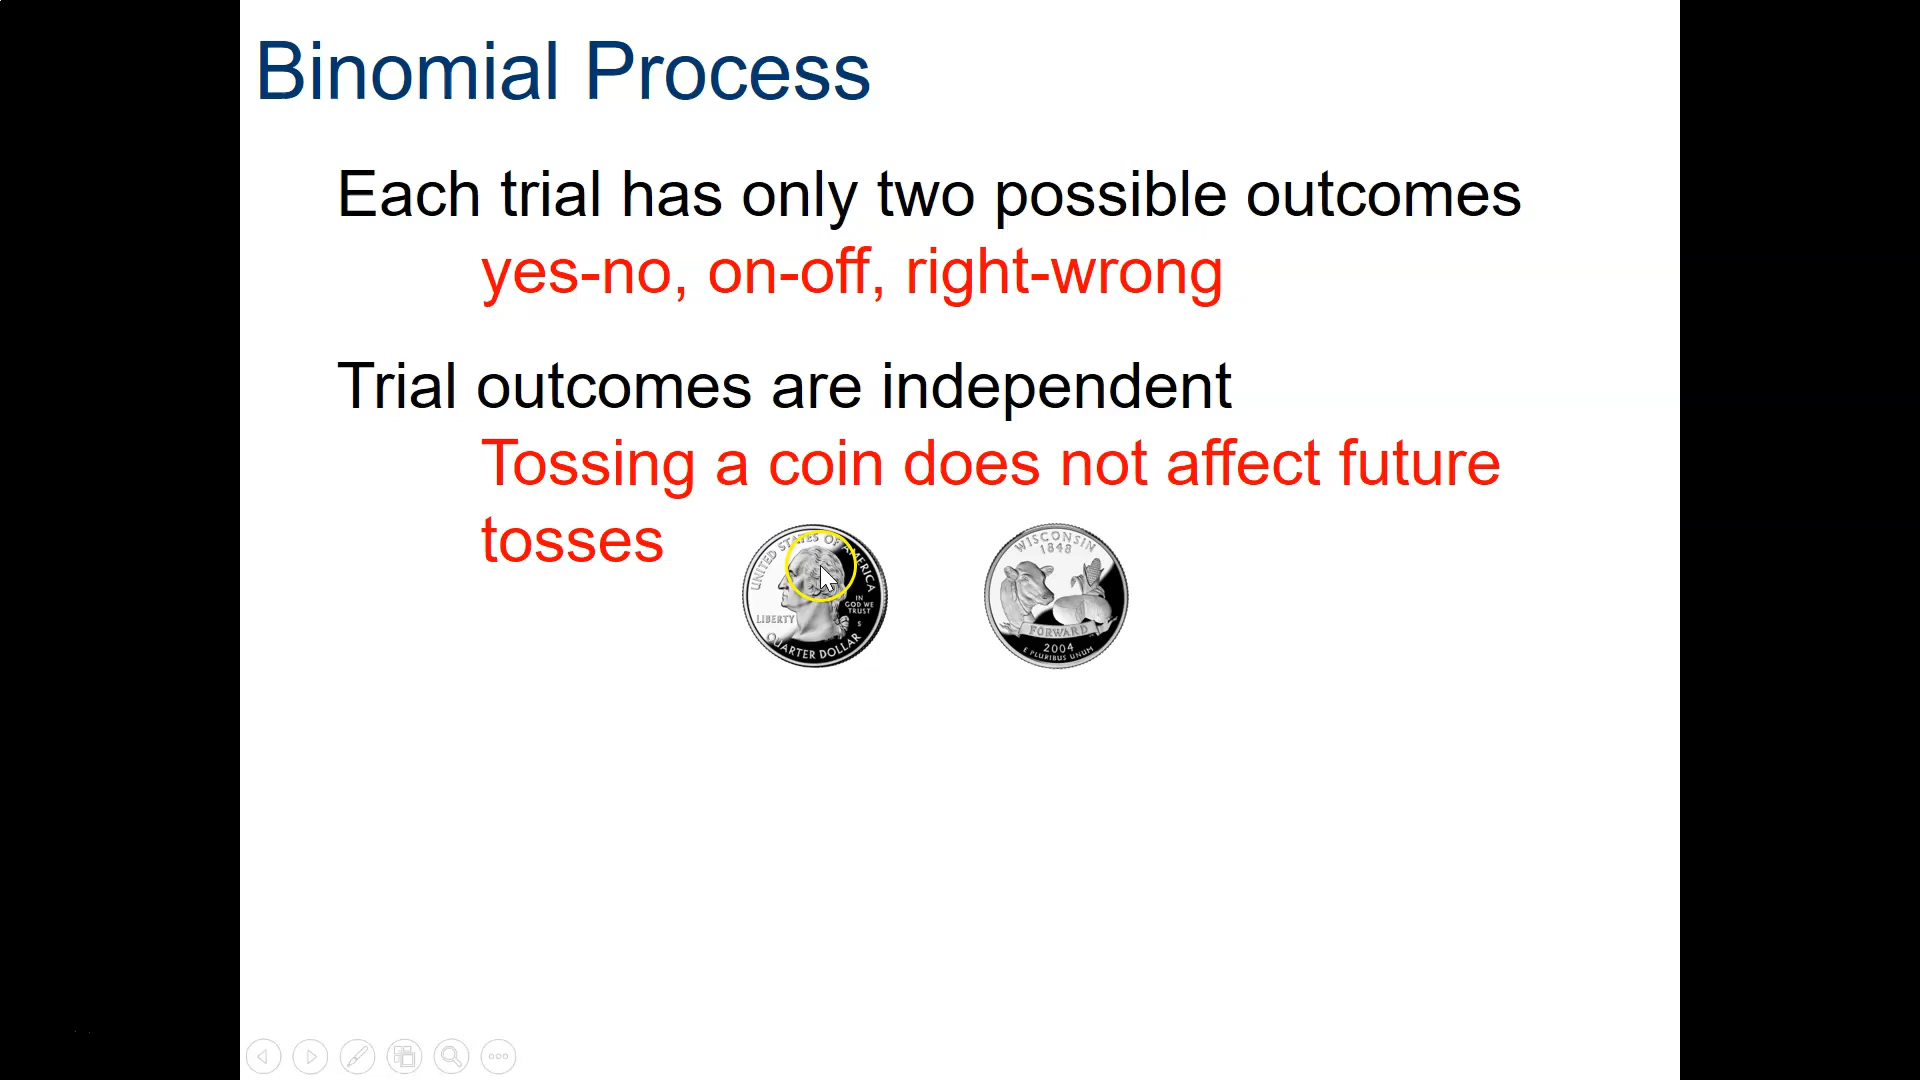 Binomial Process
Each trial has only two possible outcomes
yes-no, on-off, right-wrong
Trial outcomes are independent
Tossing a coin does not affect future
tosses
UNITED STATES OF AMERICA
LIBERTY
IN
GOD WE
TRUST
S
QUARTER DOLLAR
WISCONSIN
1848
FORWARD
2004
E PLURIBUS UNUM